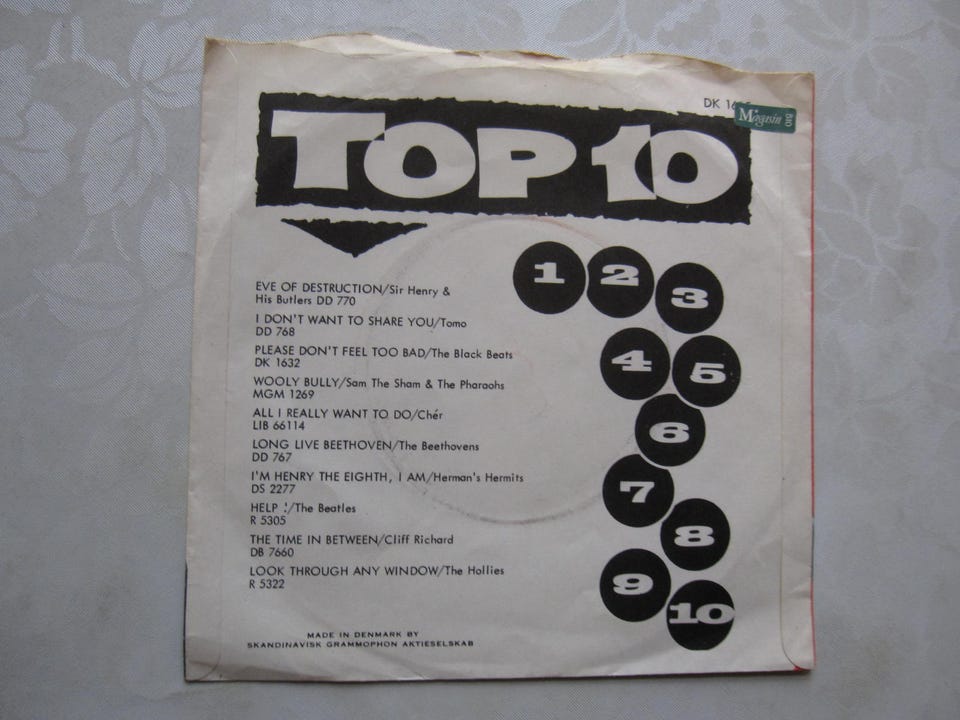 DK
Magasin
TOP 10
1 2 3
EVE OF DESTRUCTION/Sir Henry &
His Butlers DD 770
I DON'T WANT TO SHARE YOU/Tomo
DD 768
4 5
PLEASE DON'T FEEL TOO BAD/The Black Beats
DK 1632
WOOLY BULLY/Sam The Sham & The Pharaohs
MGM 1269
ALL I REALLY WANT TO DO/Chér
LIB 66114
6
LONG LIVE BEETHOVEN/The Beethovens
DD 767
7
I'M HENRY THE EIGHTH, I AM/Herman's Hermits
DS 2277
8
HELP !/The Beatles
R 5305
THE TIME IN BETWEEN/Cliff Richard
DB 7660
9
LOOK THROUGH ANY WINDOW/The Hollies
R 5322
10
MADE IN DENMARK BY
SKANDINAVISK GRAMMOPHON AKTIESELSKAB